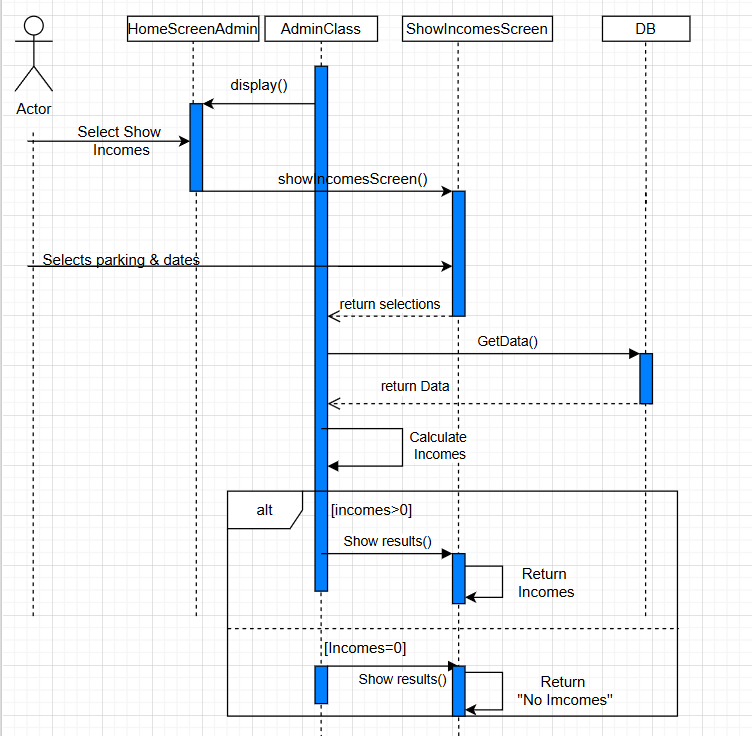 HomeScreenAdmin
AdminClass
ShowIncomesScreen
DB
Actor
display()
Select Show
Incomes
showIncomesScreen()
Selects parking & dates
return selections
GetData()
return Data
Calculate
Incomes
alt
[incomes>0]
Show results()
Return
Incomes
[Incomes=0]
Show results()
Return
"No Imcomes"